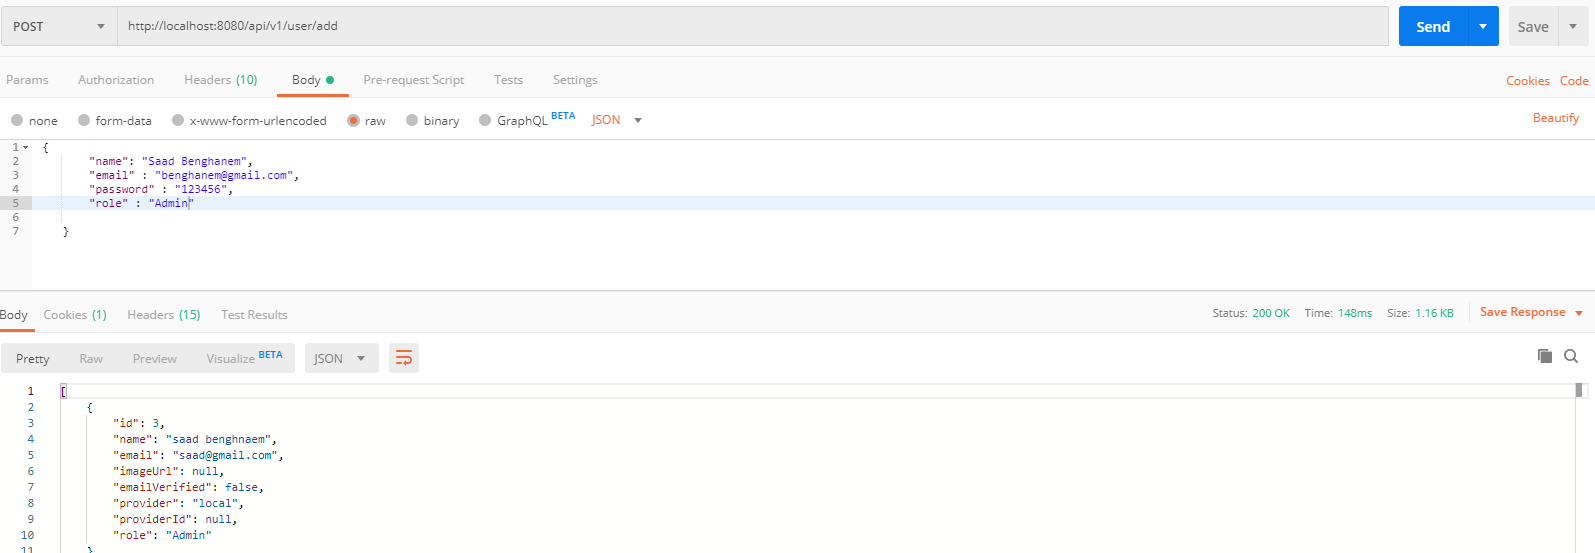 POST http://localhost:8080/api/v1/user/add Send Save
Params Authorization Headers (10) Body Pre-request Script Tests Settings Cookies Code
none form-data x-www-form-urlencoded raw binary GraphQL BETA JSON Beautify
1 {
2 "name": "Saad Benghanem",
3 "email" : "benghanem@gmail.com",
4 "password" : "123456",
5 "role" : "Admin"
6
7 }
Body Cookies (1) Headers (15) Test Results Status: 200 OK Time: 148ms Size: 1.16 KB Save Response
Pretty Raw Preview Visualize BETA JSON
1 [
2 {
3 "id": 3,
4 "name": "saad benghnaem",
5 "email": "saad@gmail.com",
6 "imageUrl": null,
7 "emailVerified": false,
8 "provider": "local",
9 "providerId": null,
10 "role": "Admin"
11 }